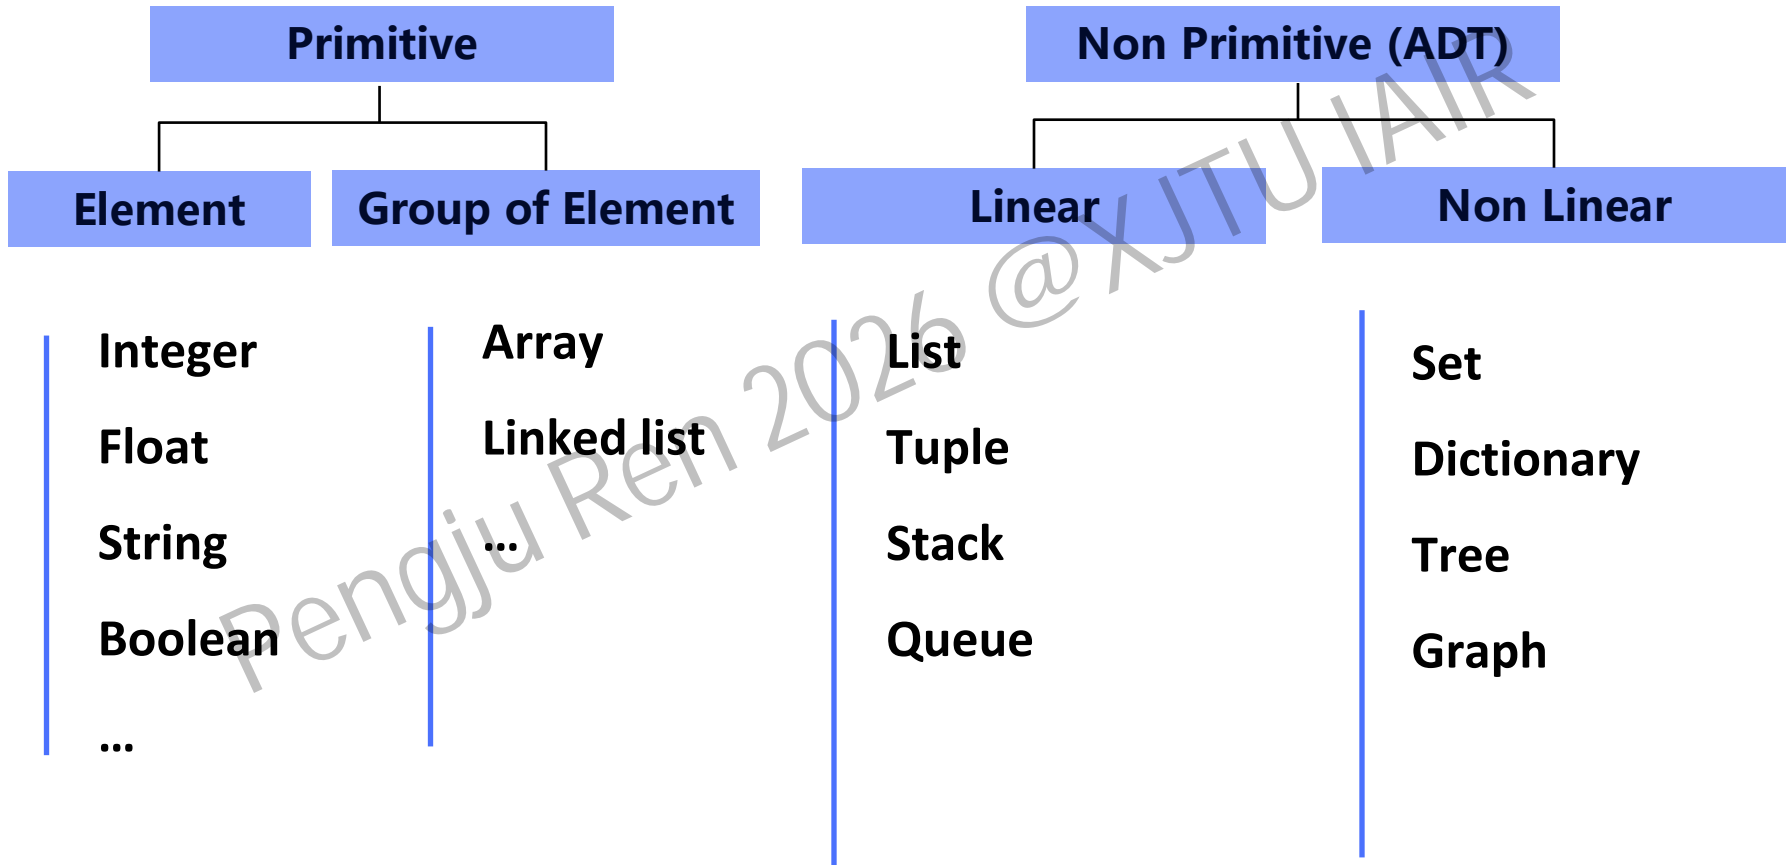 Primitive
Non Primitive (ADT)
Element
Group of Element
Linear
Non Linear
Integer
Float
String
Boolean
...
Array
Linked list
...
List
Tuple
Stack
Queue
Set
Dictionary
Tree
Graph
Pengju Ren 2026 @XJTU IAIR